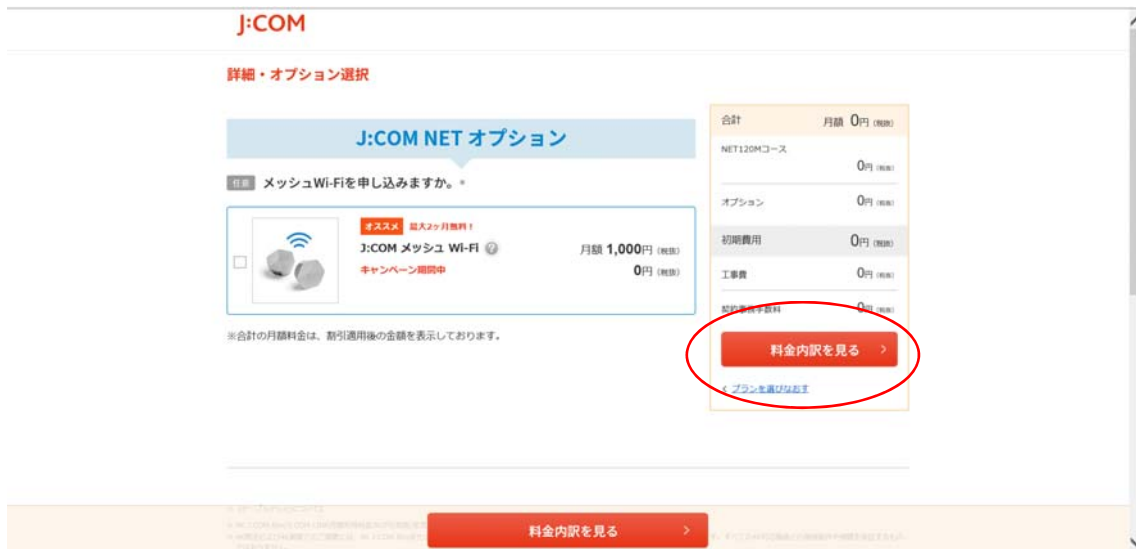 J:COM
詳細・オプション選択
J:COM NET オプション
任意 メッシュWi-Fiを申し込みますか。※
オススメ 最大2ヶ月無料!
J:COM メッシュ Wi-Fi ?
月額 1,000円 (税抜)
キャンペーン期間中
0円 (税抜)
※合計の月額料金は、割引適用後の金額を表示しております。
合計 月額 0円 (税抜)
NET120Mコース
0円 (税抜)
オプション 0円 (税抜)
初期費用 0円 (税抜)
工事費 0円 (税抜)
契約事務手数料 0円 (税抜)
料金内訳を見る >
< プランを選びなおす
料金内訳を見る >